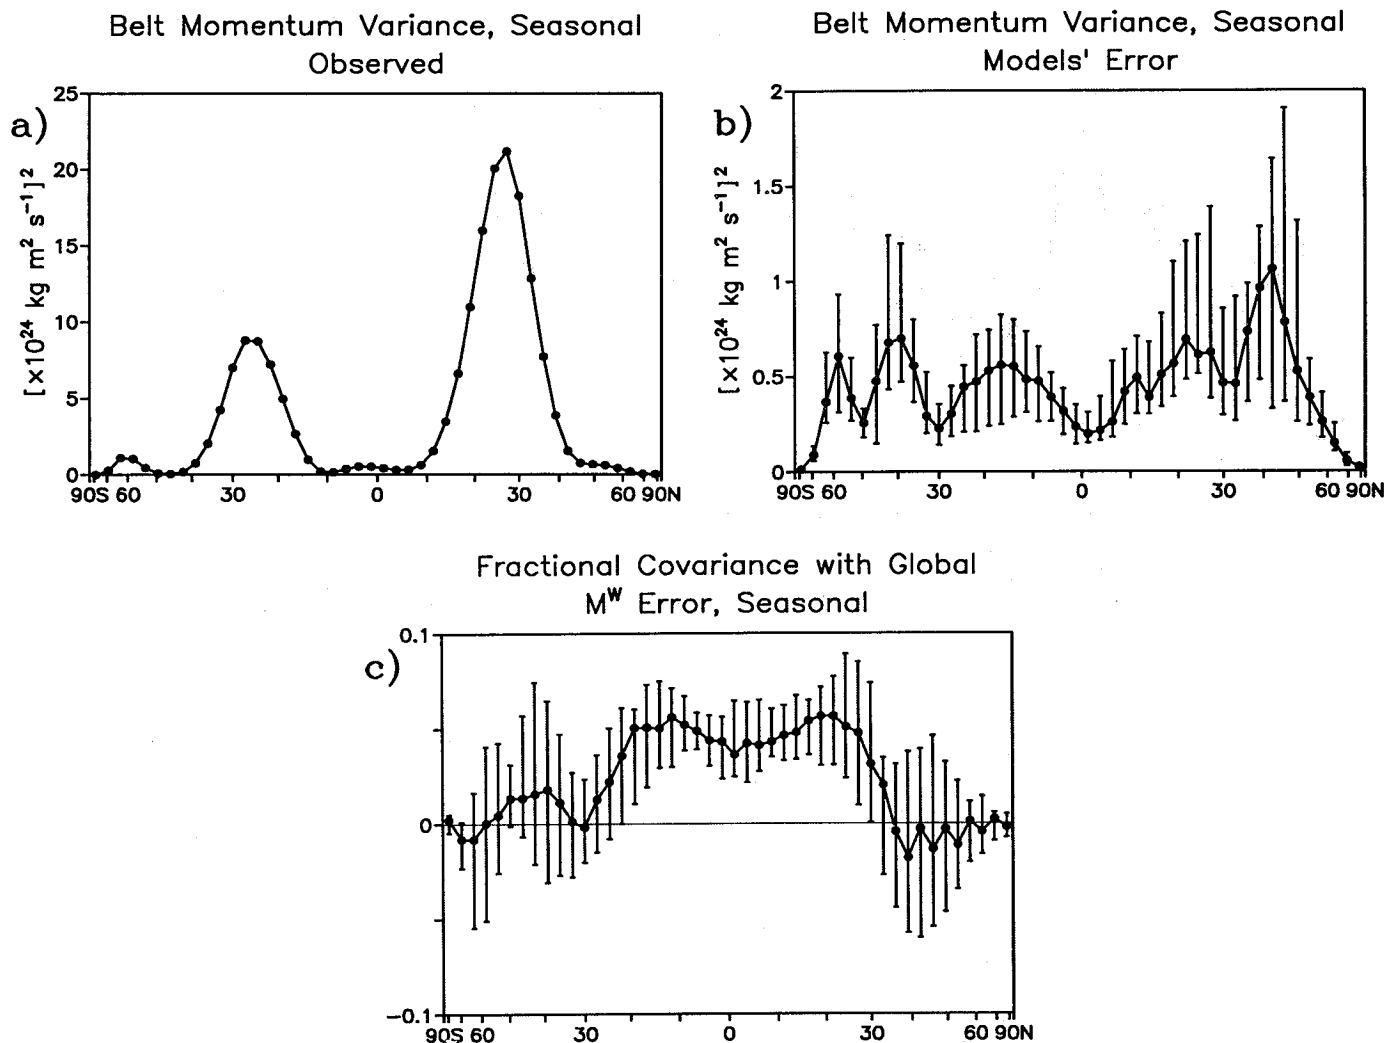 Belt Momentum Variance, Seasonal
Observed
a)
[×10²⁴ kg m² s⁻¹]²
25
20
15
10
5
0
90S 60 30 0 30 60 90N
Belt Momentum Variance, Seasonal
Models' Error
b)
[×10²⁴ kg m² s⁻¹]²
2
1.5
1
0.5
0
90S 60 30 0 30 60 90N
Fractional Covariance with Global
Mᵂ Error, Seasonal
c)
0.1
0
−0.1
90S 60 30 0 30 60 90N